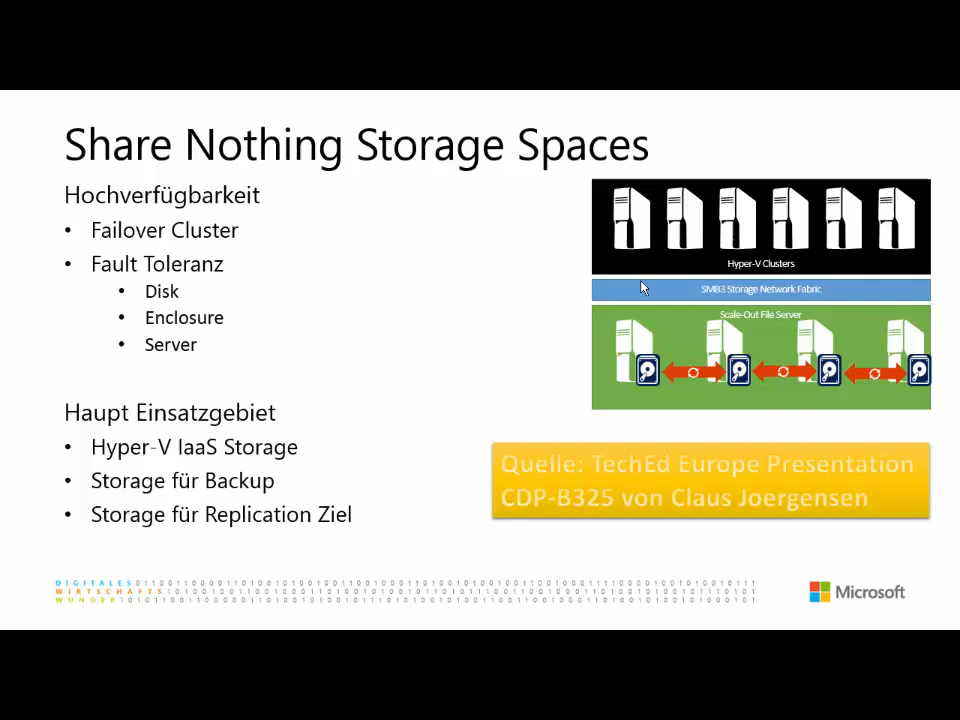 Share Nothing Storage Spaces
Hochverfügbarkeit
• Failover Cluster
• Fault Toleranz
• Disk
• Enclosure
• Server
Haupt Einsatzgebiet
• Hyper-V IaaS Storage
• Storage für Backup
• Storage für Replication Ziel
Hyper-V Clusters
SMB3 Storage Network Fabric
Scale-Out File Server
Quelle: TechEd Europe Presentation
CDP-B325 von Claus Joergensen
DIGITALES
WIRTSCHAFTS
WUNDER
Microsoft